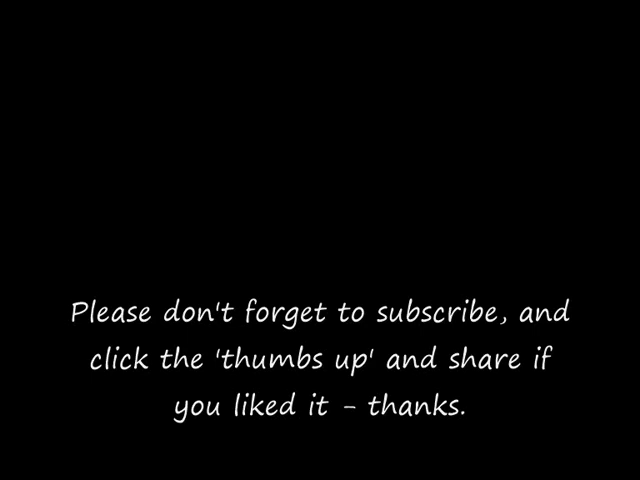 Please don't forget to subscribe, and
click the 'thumbs up' and share if
you liked it - thanks.